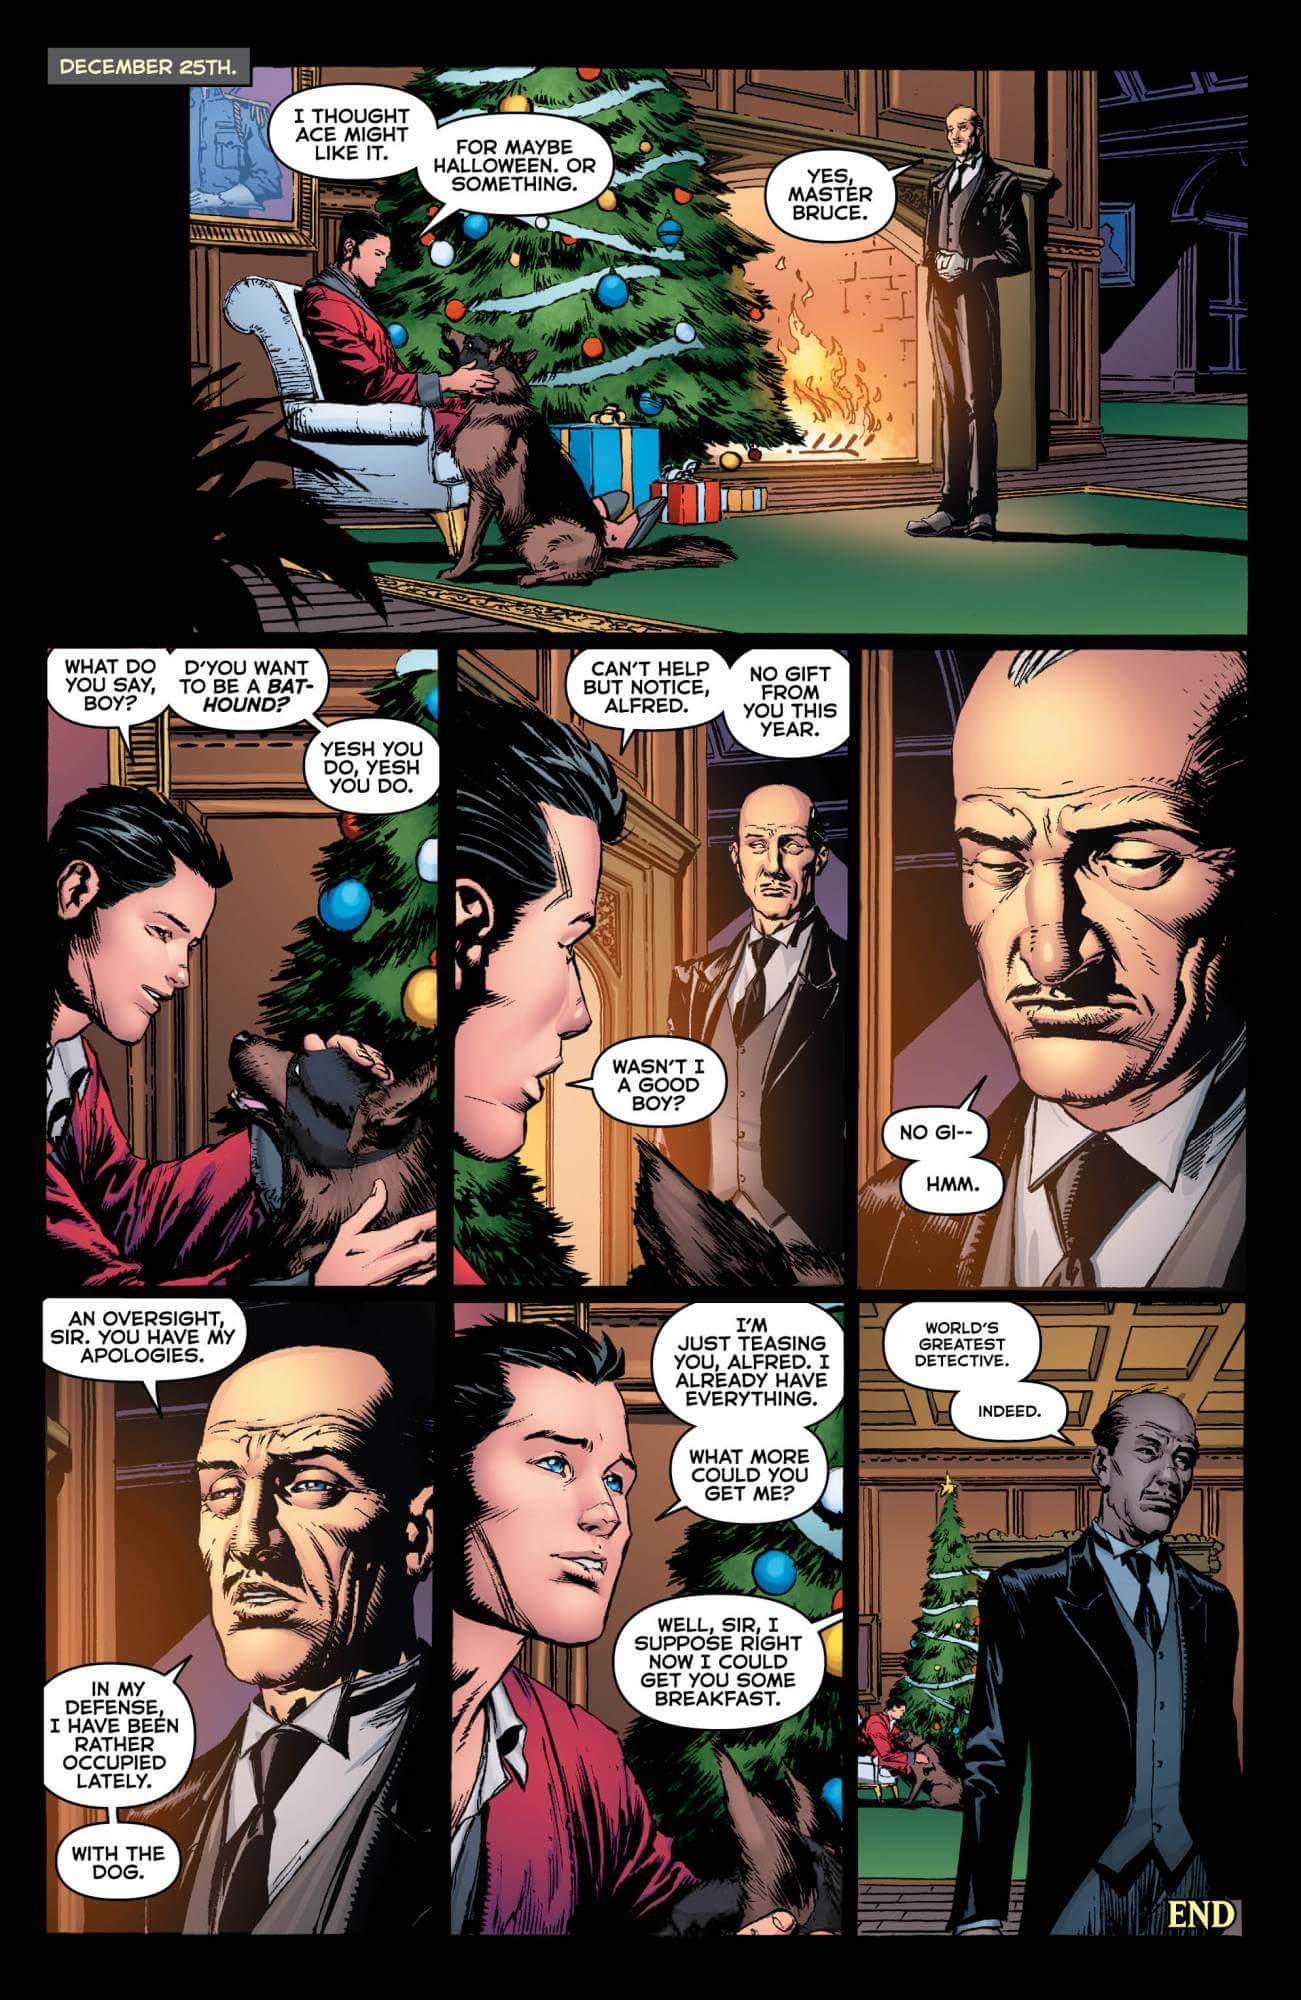 DECEMBER 25TH.
I THOUGHT
ACE MIGHT
LIKE IT.
FOR MAYBE
HALLOWEEN. OR
SOMETHING.
YES,
MASTER
BRUCE.
WHAT DO
YOU SAY,
BOY?
D'YOU WANT
TO BE A BAT-
HOUND?
YESH YOU
DO, YESH
YOU DO.
CAN'T HELP
BUT NOTICE,
ALFRED.
NO GIFT
FROM
YOU THIS
YEAR.
WASN'T I
A GOOD
BOY?
NO GI--
HMM.
AN OVERSIGHT,
SIR. YOU HAVE MY
APOLOGIES.
IN MY
DEFENSE,
I HAVE BEEN
RATHER
OCCUPIED
LATELY.
WITH THE
DOG.
I'M
JUST TEASING
YOU, ALFRED. I
ALREADY HAVE
EVERYTHING.
WHAT MORE
COULD YOU
GET ME?
WELL, SIR, I
SUPPOSE RIGHT
NOW I COULD
GET YOU SOME
BREAKFAST.
WORLD'S
GREATEST
DETECTIVE.
INDEED.
END